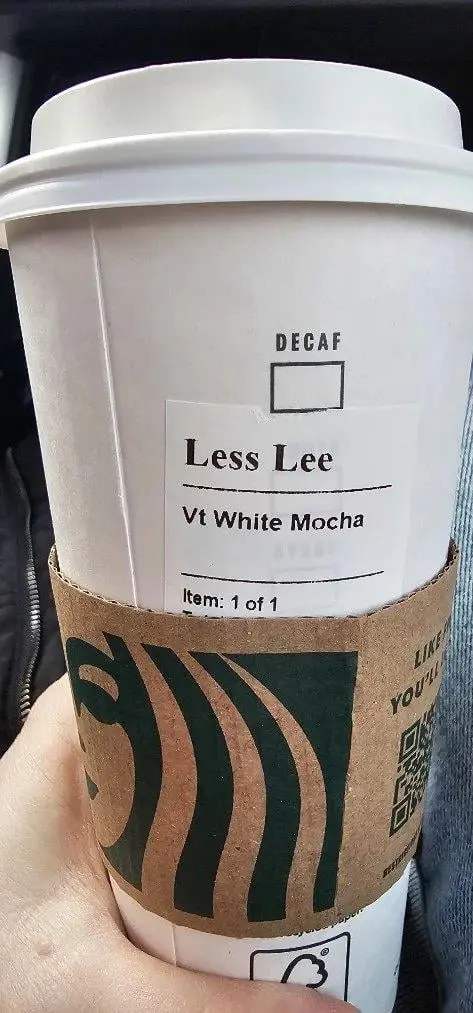 DECAF
Less Lee
Vt White Mocha
Item: 1 of 1
LIKE
YOU'LL